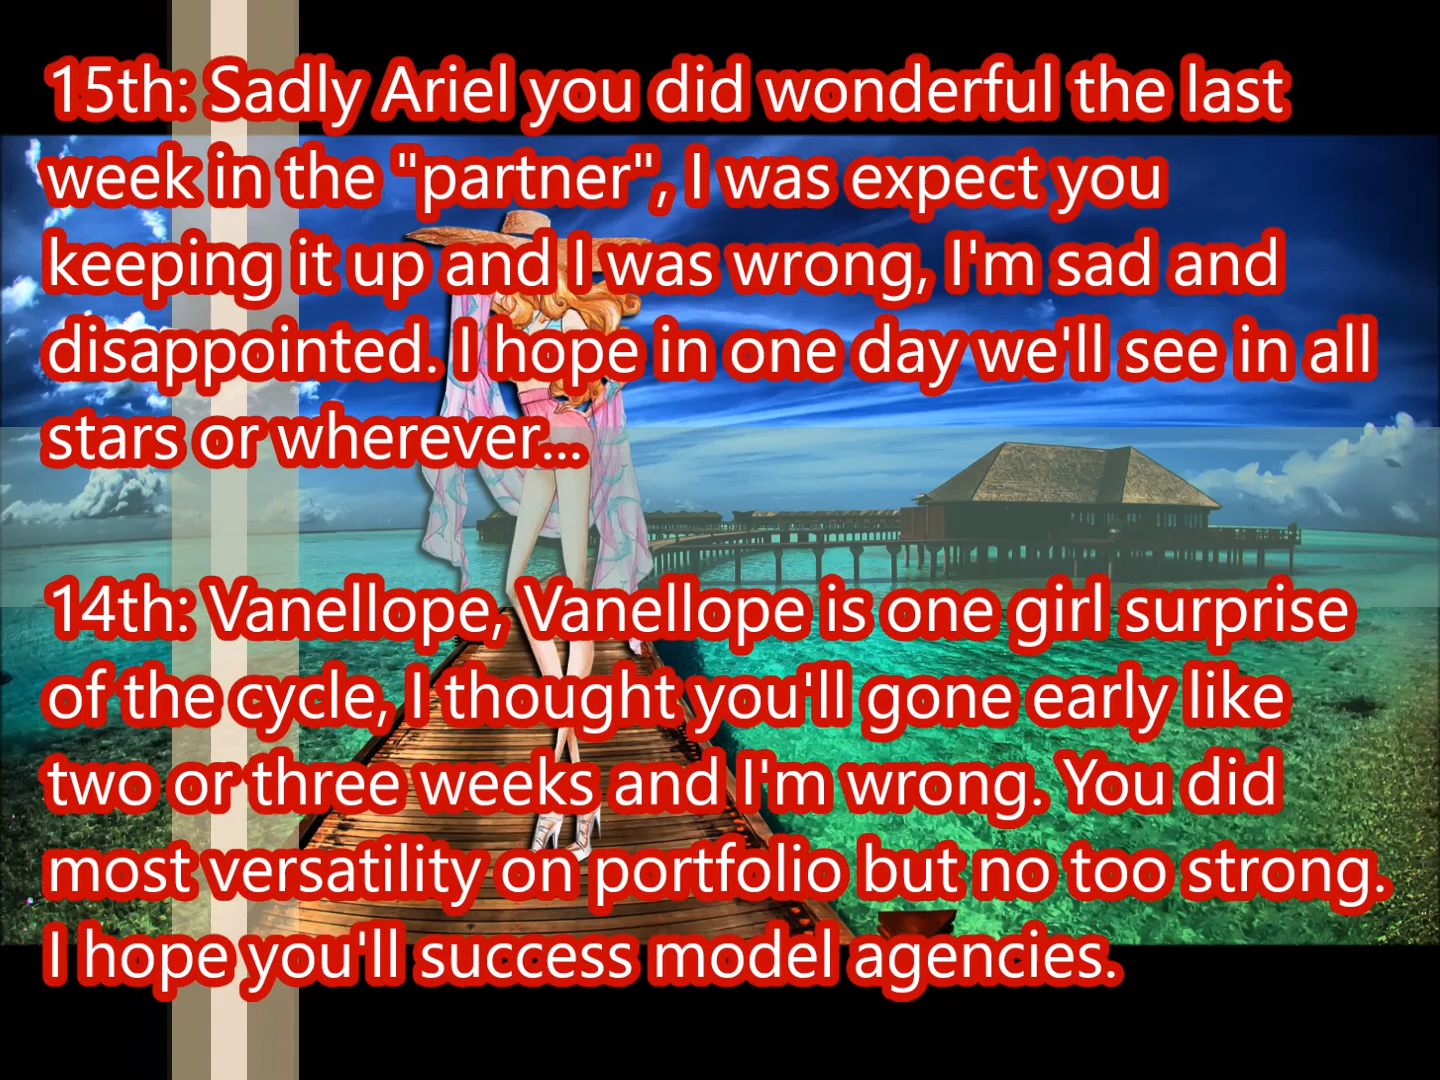 15th: Sadly Ariel you did wonderful the last
week in the "partner", I was expect you
keeping it up and I was wrong, I'm sad and
disappointed. I hope in one day we'll see in all
stars or wherever...
14th: Vanellope, Vanellope is one girl surprise
of the cycle, I thought you'll gone early like
two or three weeks and I'm wrong. You did
most versatility on portfolio but no too strong.
I hope you'll success model agencies.